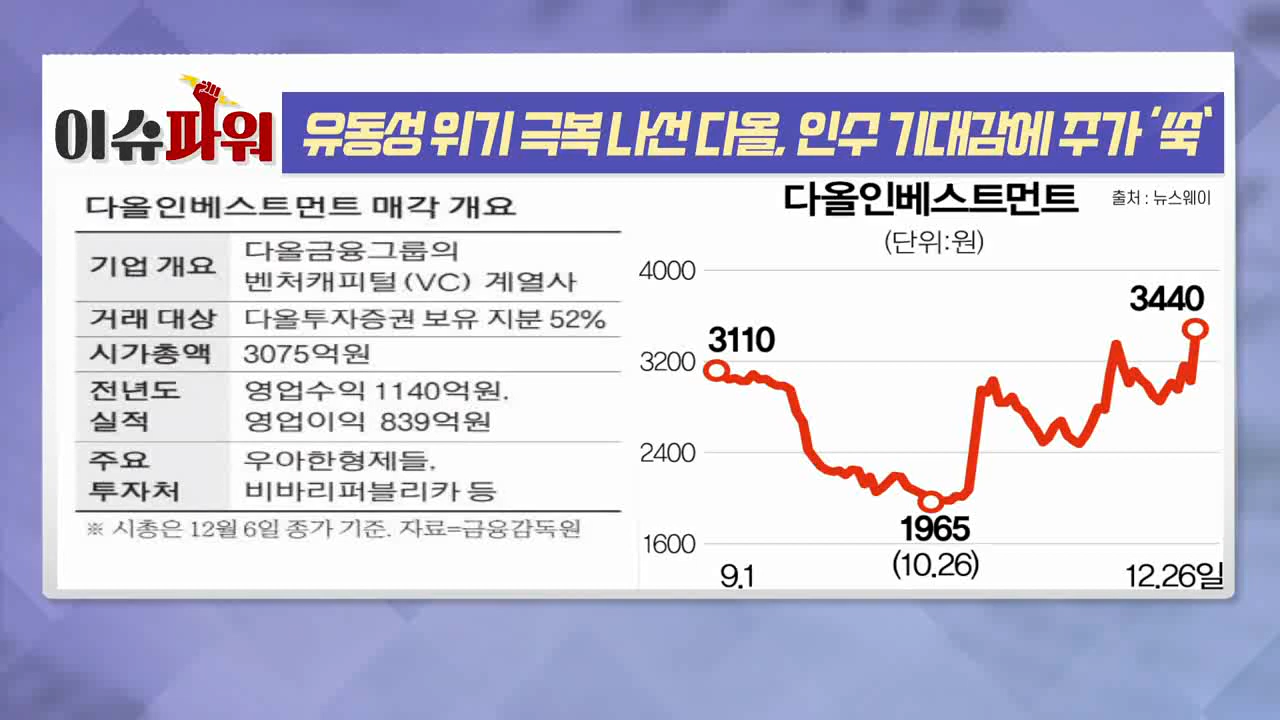 이슈파워
유동성 위기 극복 나선 다올, 인수 기대감에 주가 '쑥'
다올인베스트먼트 매각 개요
기업 개요 다올금융그룹의
벤처캐피털(VC) 계열사
거래 대상 다올투자증권 보유 지분 52%
시가총액 3075억원
전년도 영업수익 1140억원,
실적 영업이익 839억원
주요 우아한형제들,
투자처 비바리퍼블리카 등
※ 시총은 12월 6일 종가 기준. 자료=금융감독원
다올인베스트먼트
출처 : 뉴스웨이
(단위:원)
4000
3440
3110
3200
2400
1965
(10.26)
1600
9.1
12.26일